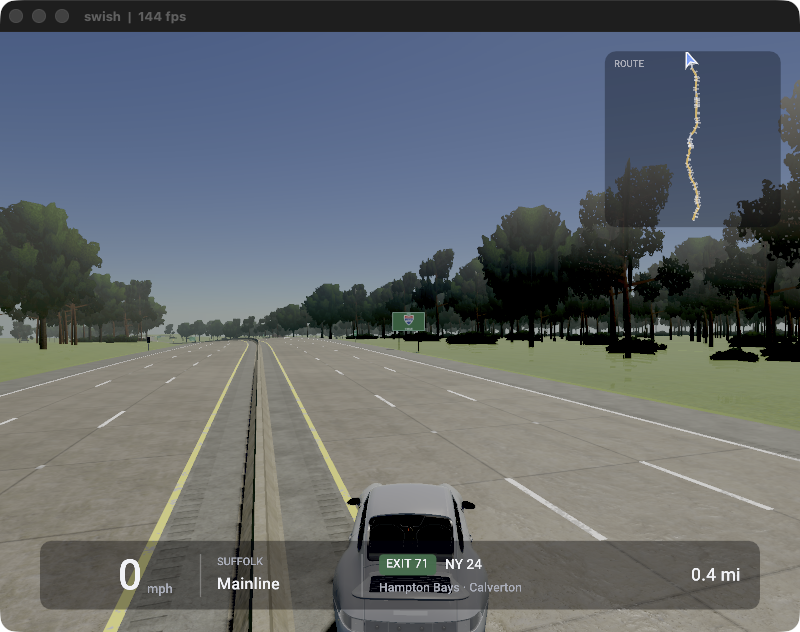 swish | 144 fps
ROUTE
0 mph
SUFFOLK
Mainline
EXIT 71 NY 24
Hampton Bays · Calverton
0.4 mi